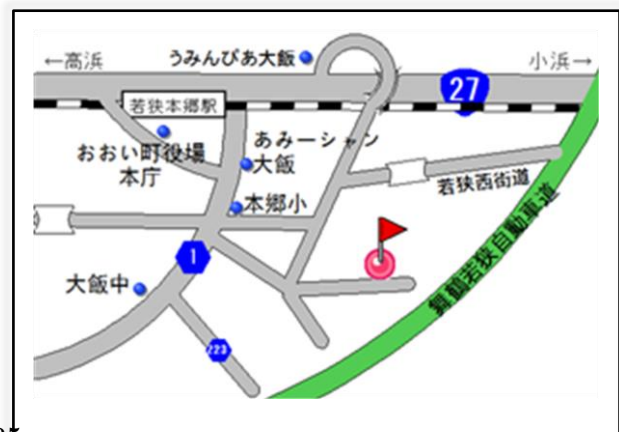 ←高浜
うみんぴあ大飯
小浜→
27
若狭本郷駅
おおい町役場
本庁
あみーシャン
大飯
若狭西街道
本郷小
1
大飯中
舞鶴若狭自動車道
223